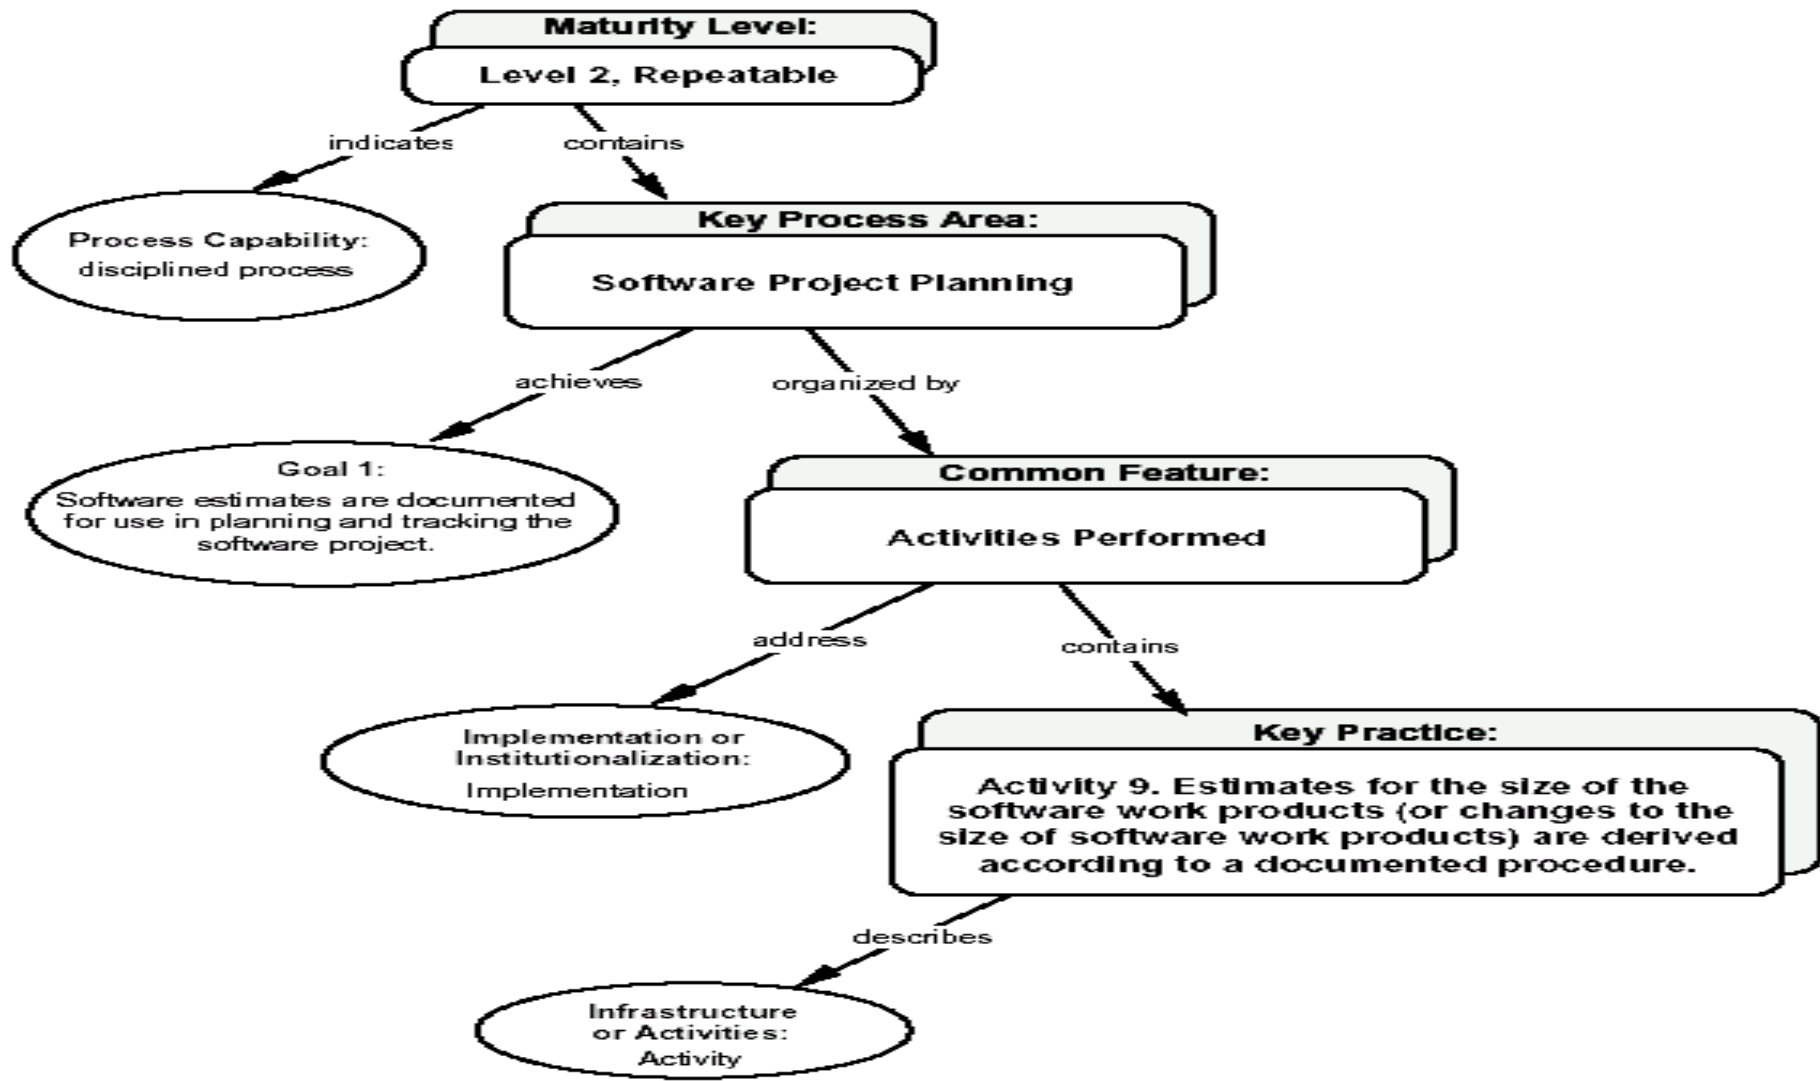 Maturity Level:
Level 2, Repeatable
indicates
contains
Process Capability:
disciplined process
Key Process Area:
Software Project Planning
achieves
organized by
Goal 1:
Software estimates are documented
for use in planning and tracking the
software project.
Common Feature:
Activities Performed
address
contains
Implementation or
Institutionalization:
Implementation
Key Practice:
Activity 9. Estimates for the size of the
software work products (or changes to the
size of software work products) are derived
according to a documented procedure.
describes
Infrastructure
or Activities:
Activity